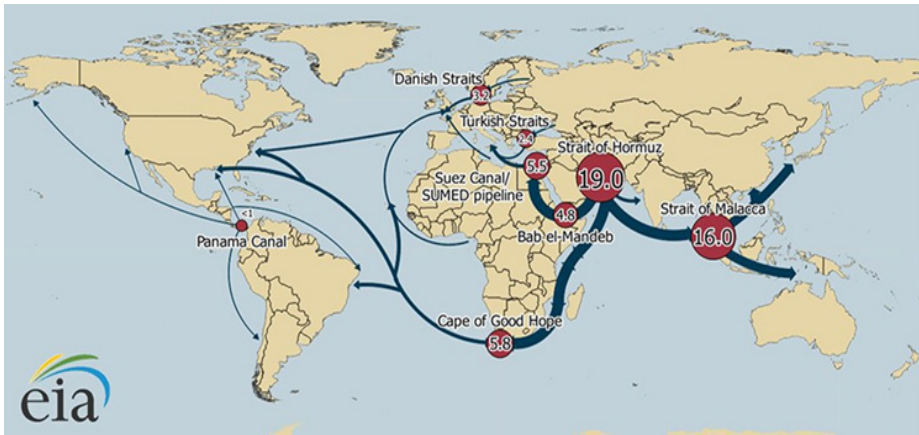 Danish Straits
3.2
Turkish Straits
2.4
Strait of Hormuz
19.0
5.5
Suez Canal/
SUMED pipeline
4.8
Bab el-Mandeb
Strait of Malacca
16.0
<1
Panama Canal
Cape of Good Hope
5.8
eia